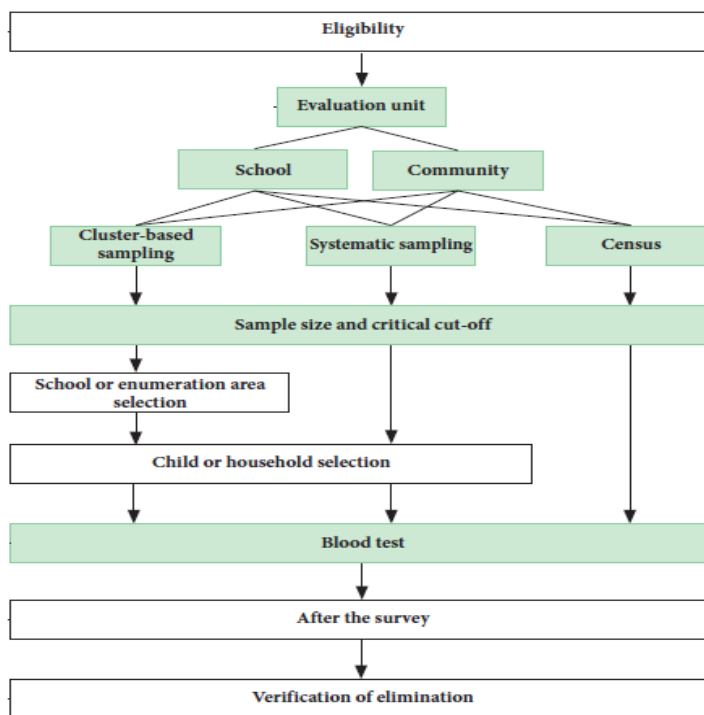 Eligibility
Evaluation unit
School
Community
Cluster-based
sampling
Systematic sampling
Census
Sample size and critical cut-off
School or enumeration area
selection
Child or household selection
Blood test
After the survey
Verification of elimination